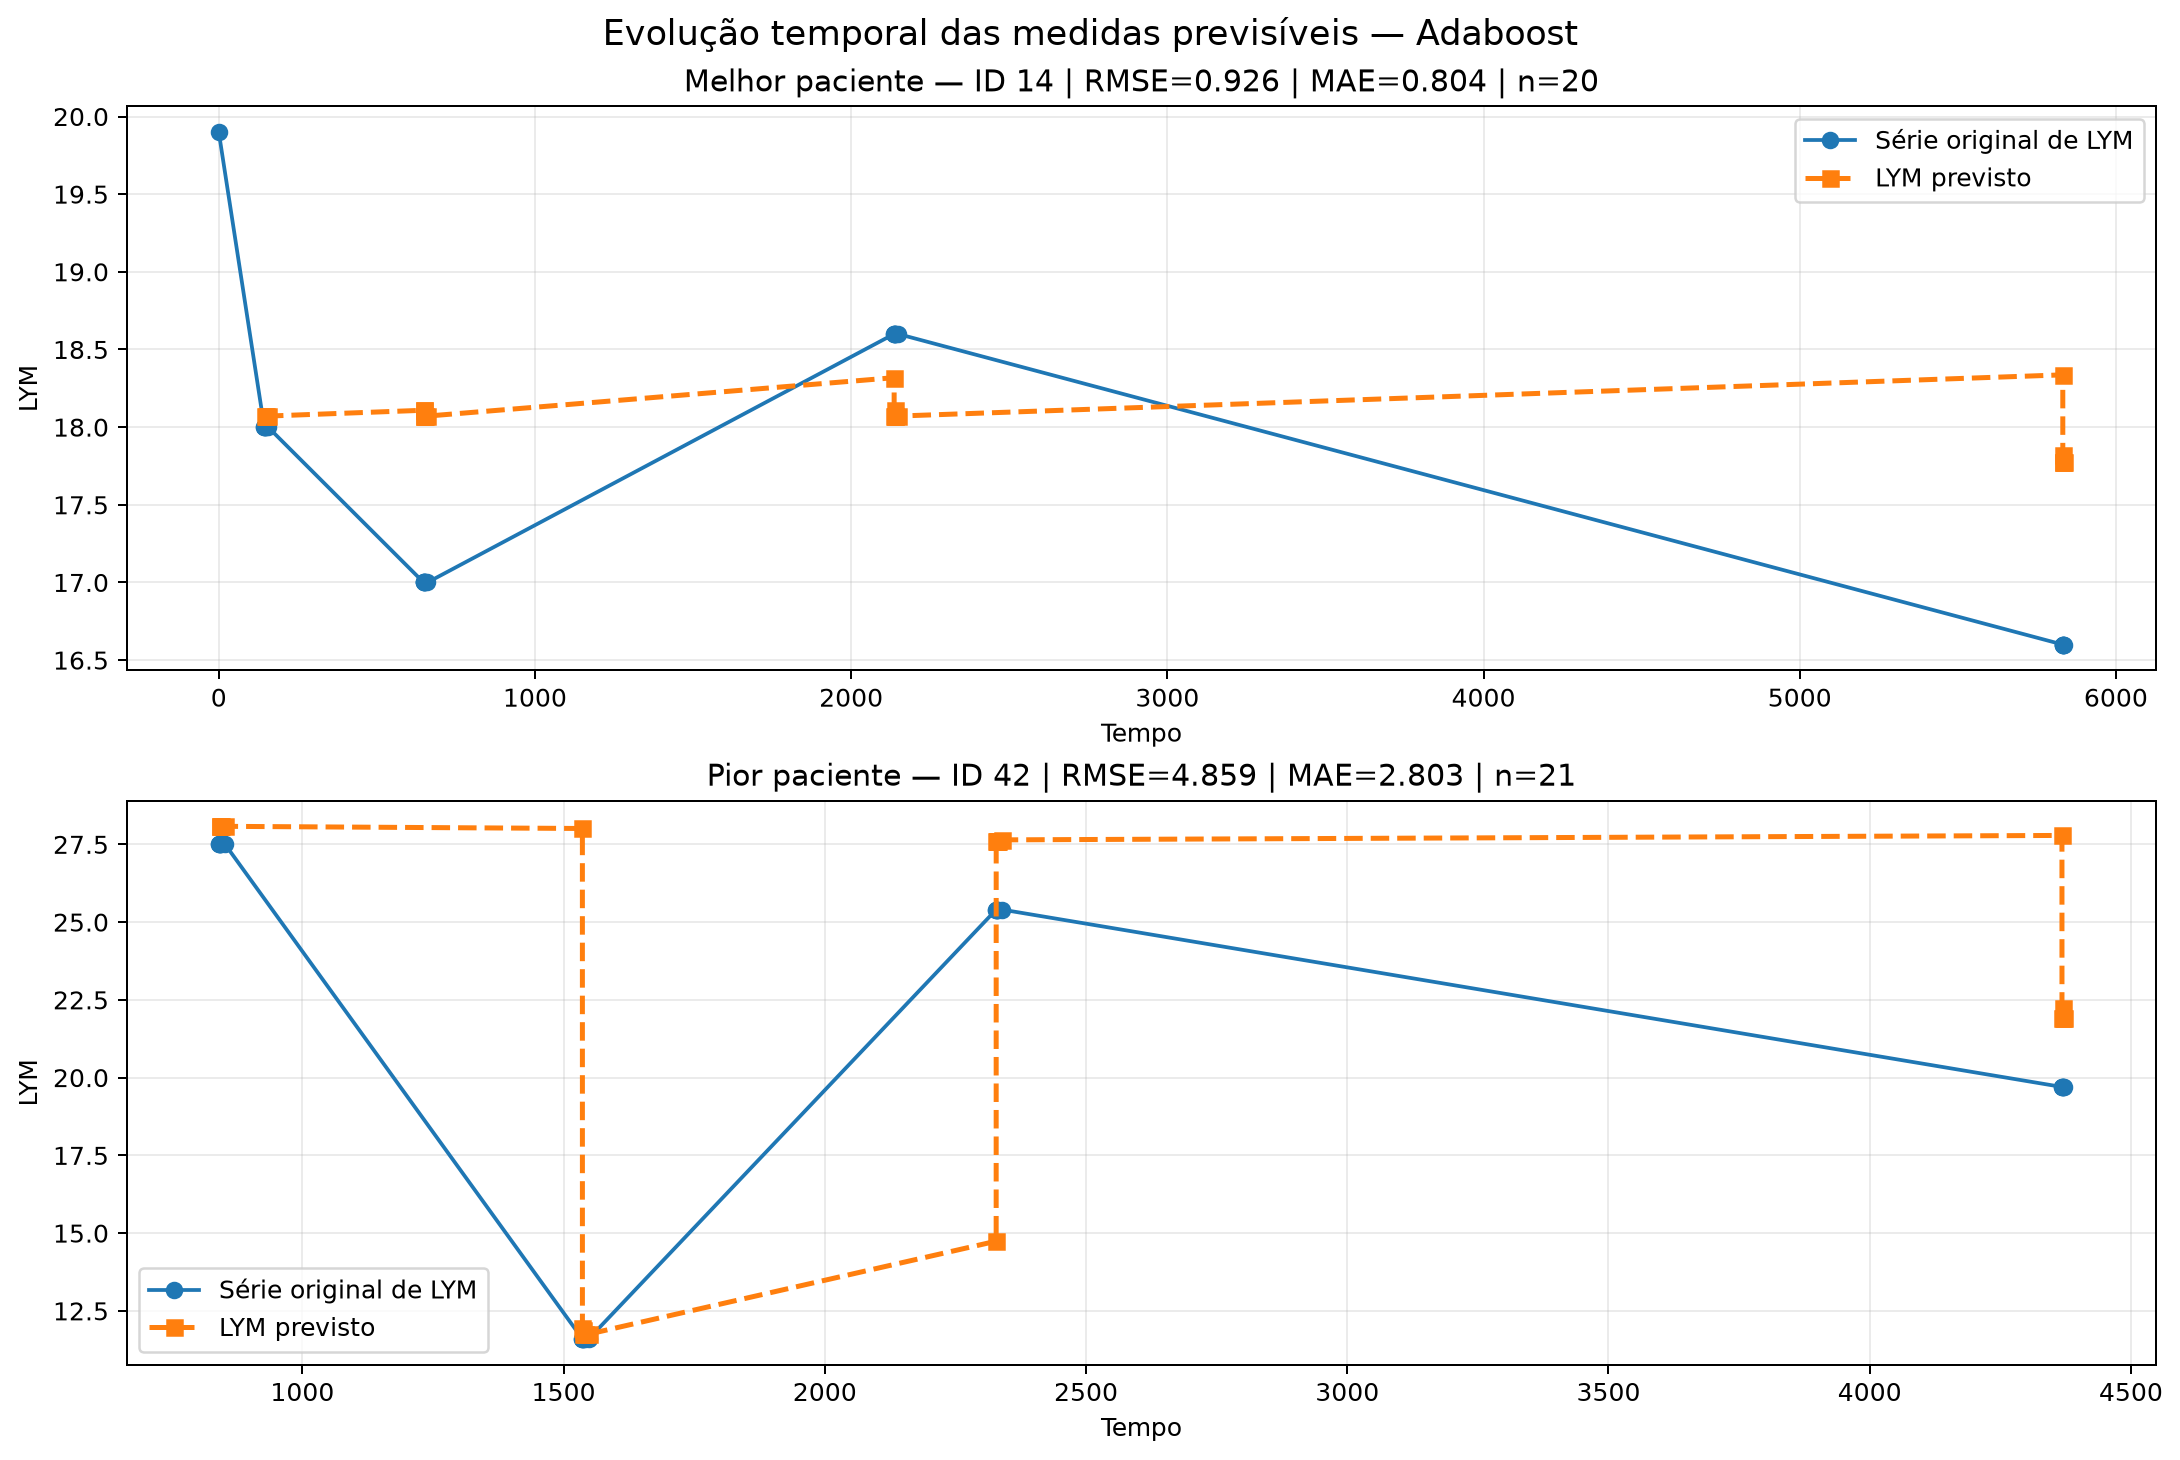 Evolução temporal das medidas previsíveis — Adaboost
Melhor paciente — ID 14 | RMSE=0.926 | MAE=0.804 | n=20
20.0
19.5
19.0
18.5
18.0
17.5
17.0
16.5
LYM
Série original de LYM
LYM previsto
0 1000 2000 3000 4000 5000 6000
Tempo
Pior paciente — ID 42 | RMSE=4.859 | MAE=2.803 | n=21
27.5
25.0
22.5
20.0
17.5
15.0
12.5
LYM
Série original de LYM
LYM previsto
1000 1500 2000 2500 3000 3500 4000 4500
Tempo